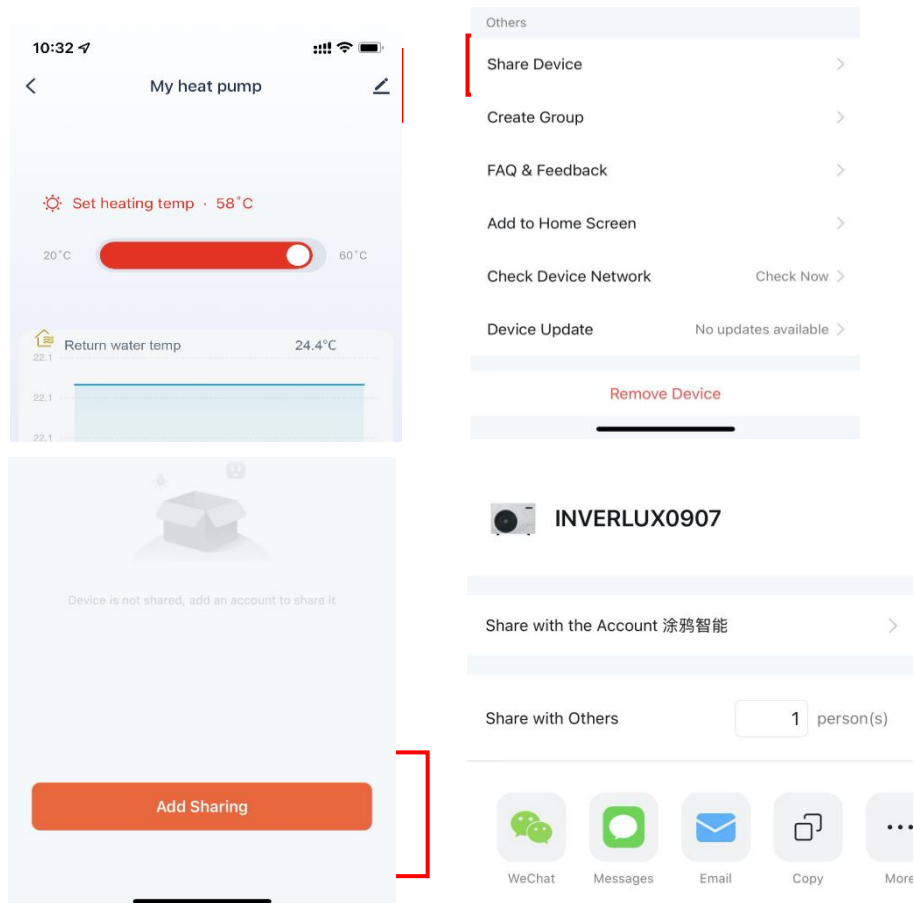 10:32
My heat pump
Set heating temp · 58°C
20°C
60°C
Return water temp 24.4°C
22.1
22.1
22.1
Others
Share Device
Create Group
FAQ & Feedback
Add to Home Screen
Check Device Network Check Now
Device Update No updates available
Remove Device
Device is not shared, add an account to share it
Add Sharing
INVERLUX0907
Share with the Account 涂鸦智能
Share with Others 1 person(s)
WeChat Messages Email Copy More